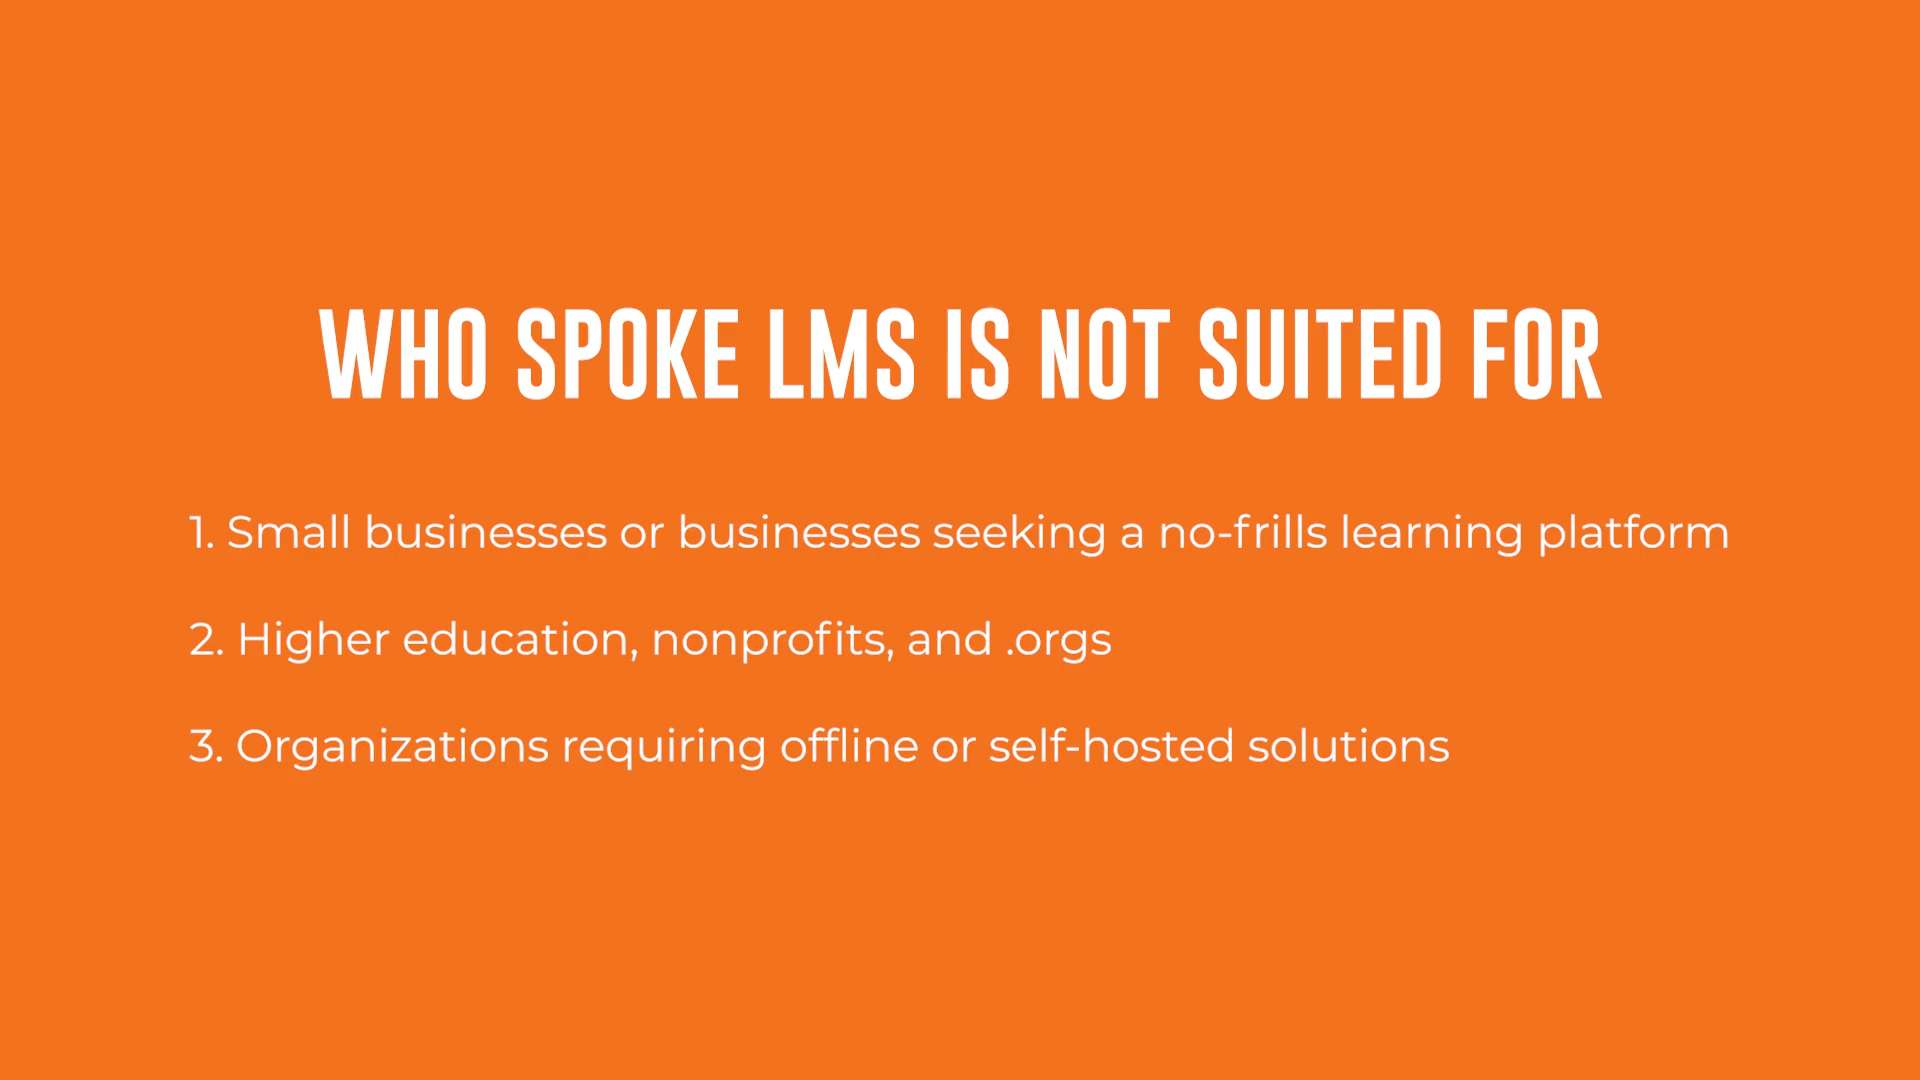 WHO SPOKE LMS IS NOT SUITED FOR
1. Small businesses or businesses seeking a no-frills learning platform
2. Higher education, nonprofits, and .orgs
3. Organizations requiring offline or self-hosted solutions